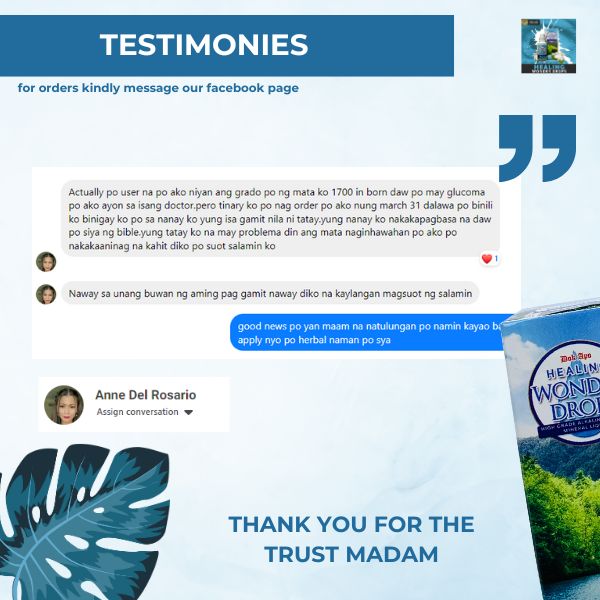 TESTIMONIES
for orders kindly message our facebook page
HEALING
WONDER DROPS
Actually po user na po ako niyan ang grado po ng mata ko 1700 in born daw po may glucoma
po ako ayon sa isang doctor.pero tinary ko po nag order po ako nung march 31 dalawa po binili
ko binigay ko po sa nanay ko yung isa gamit nila ni tatay.yung nanay ko nakakapagbasa na daw
po siya ng bible.yung tatay ko na may problema din ang mata naginhawahan po ako po
nakakaaninag na kahit diko po suot salamin ko
1
Naway sa unang buwan ng aming pag gamit naway diko na kaylangan magsuot ng salamin
good news po yan maam na natulungan po namin kayao ba
apply nyo po herbal naman po sya
Anne Del Rosario
Assign conversation
Dok Apo
HEALING
WONDE
DROP
HIGH GRADE ALKALI
MINERAL LIQ
THANK YOU FOR THE
TRUST MADAM